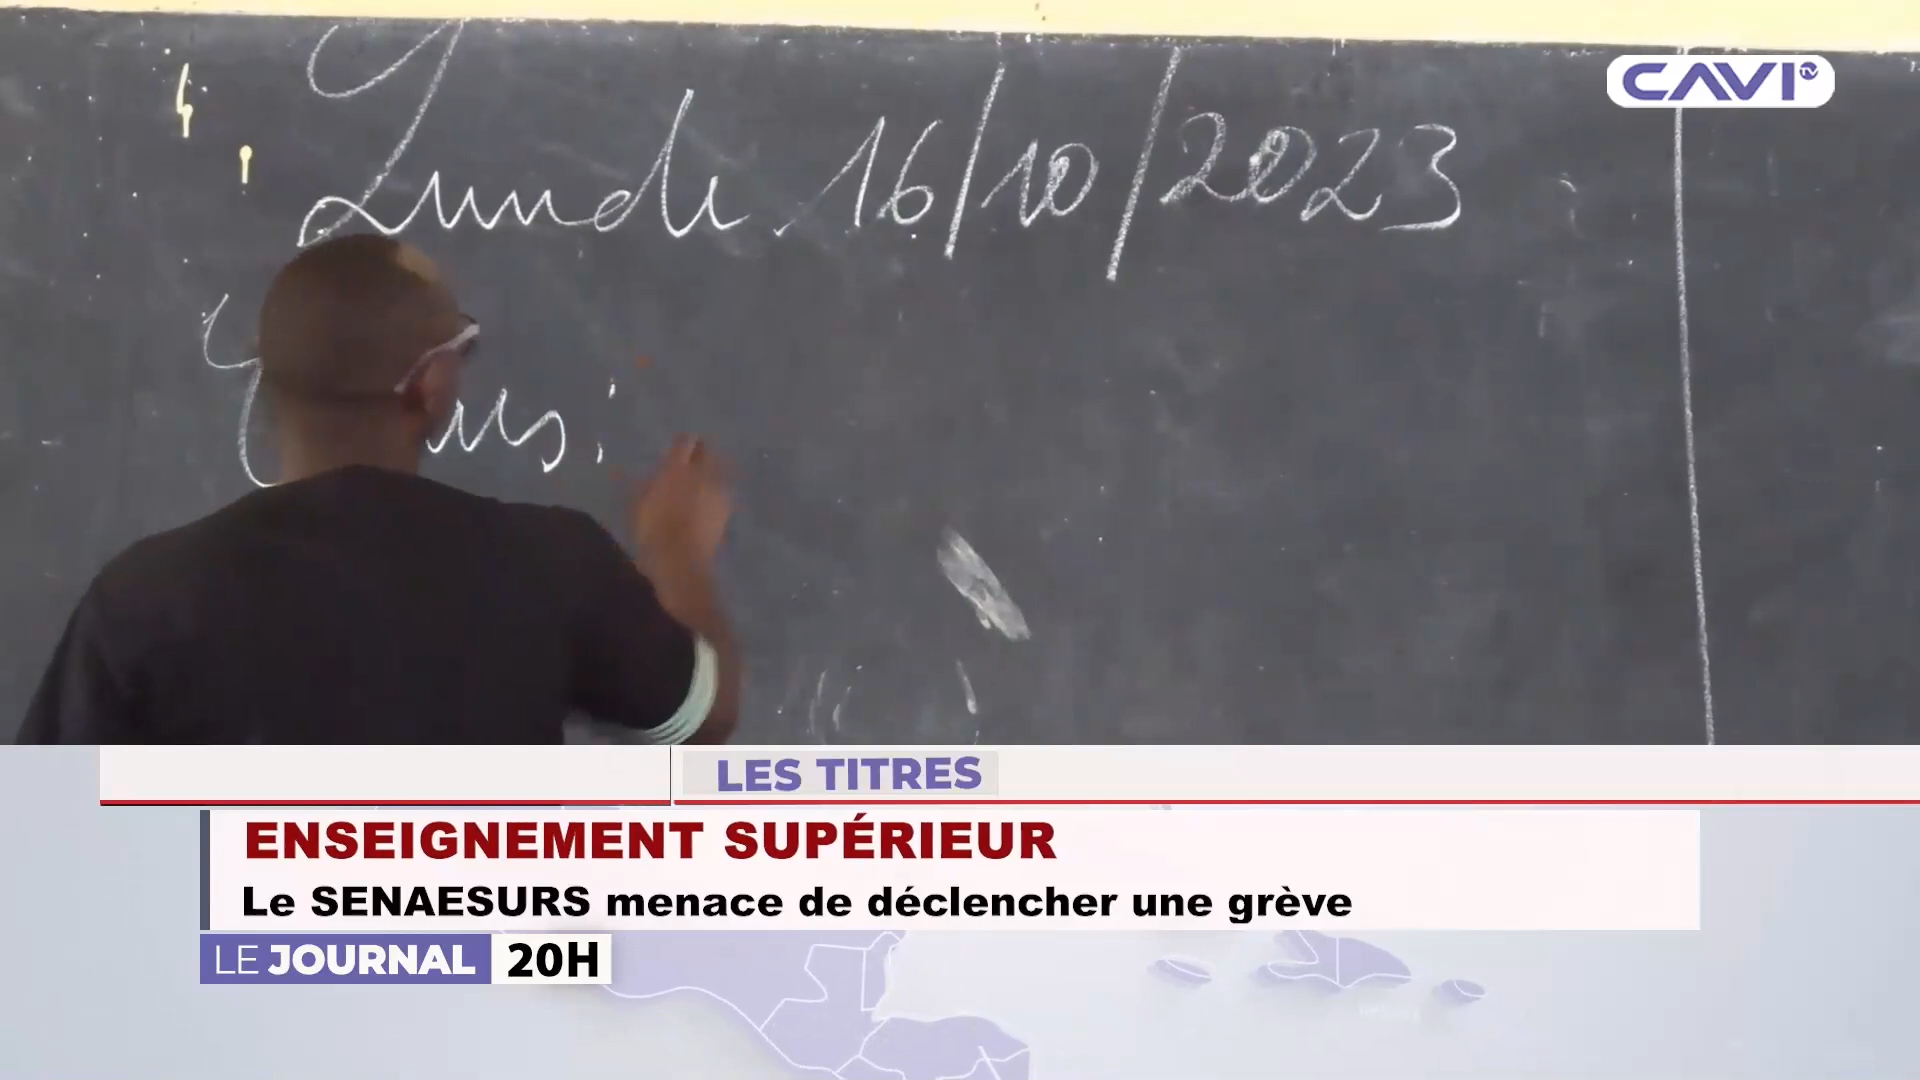 CAVI TV
Lundi 16/10/2023
LES TITRES
ENSEIGNEMENT SUPÉRIEUR
Le SENAESURS menace de déclencher une grève
LE JOURNAL 20H